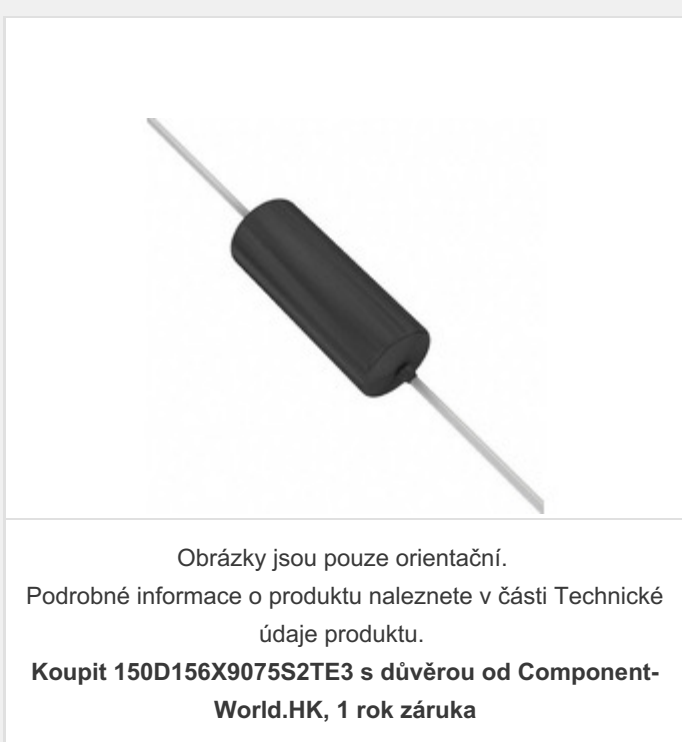 Obrázky jsou pouze orientační.
Podrobné informace o produktu naleznete v části Technické
údaje produktu.
Koupit 150D156X9075S2TE3 s důvěrou od Component-
World.HK, 1 rok záruka